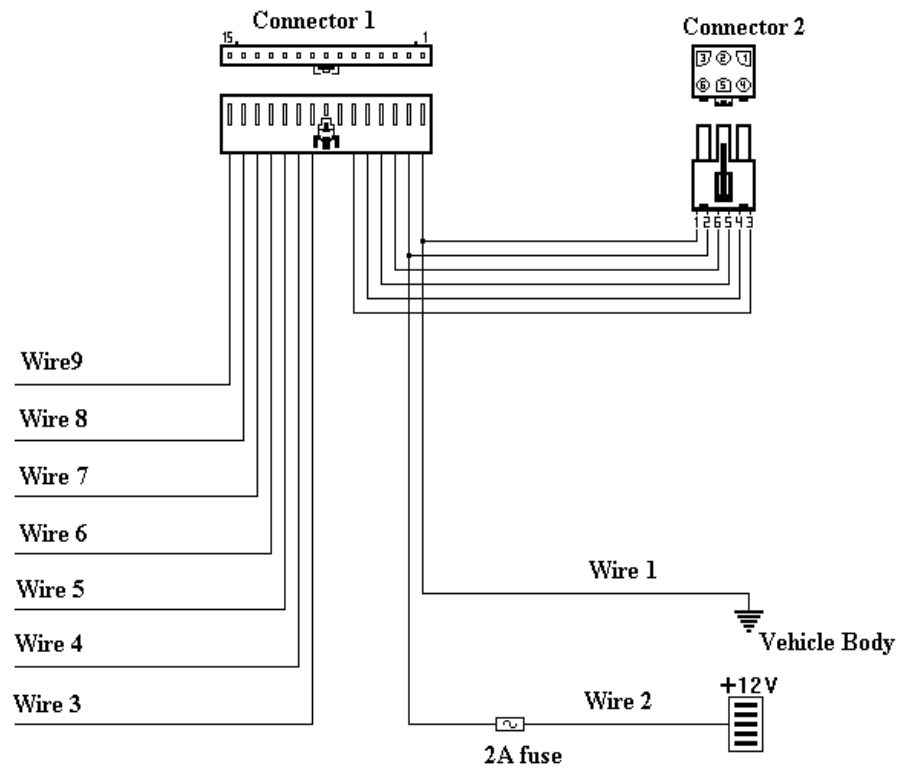 Connector 1
Connector 2
15 1
3 2 1
6 5 4
1 2 6 5 4 3
Wire9
Wire 8
Wire 7
Wire 6
Wire 1
Wire 5
Vehicle Body
Wire 4
+12V
Wire 2
Wire 3
2A fuse